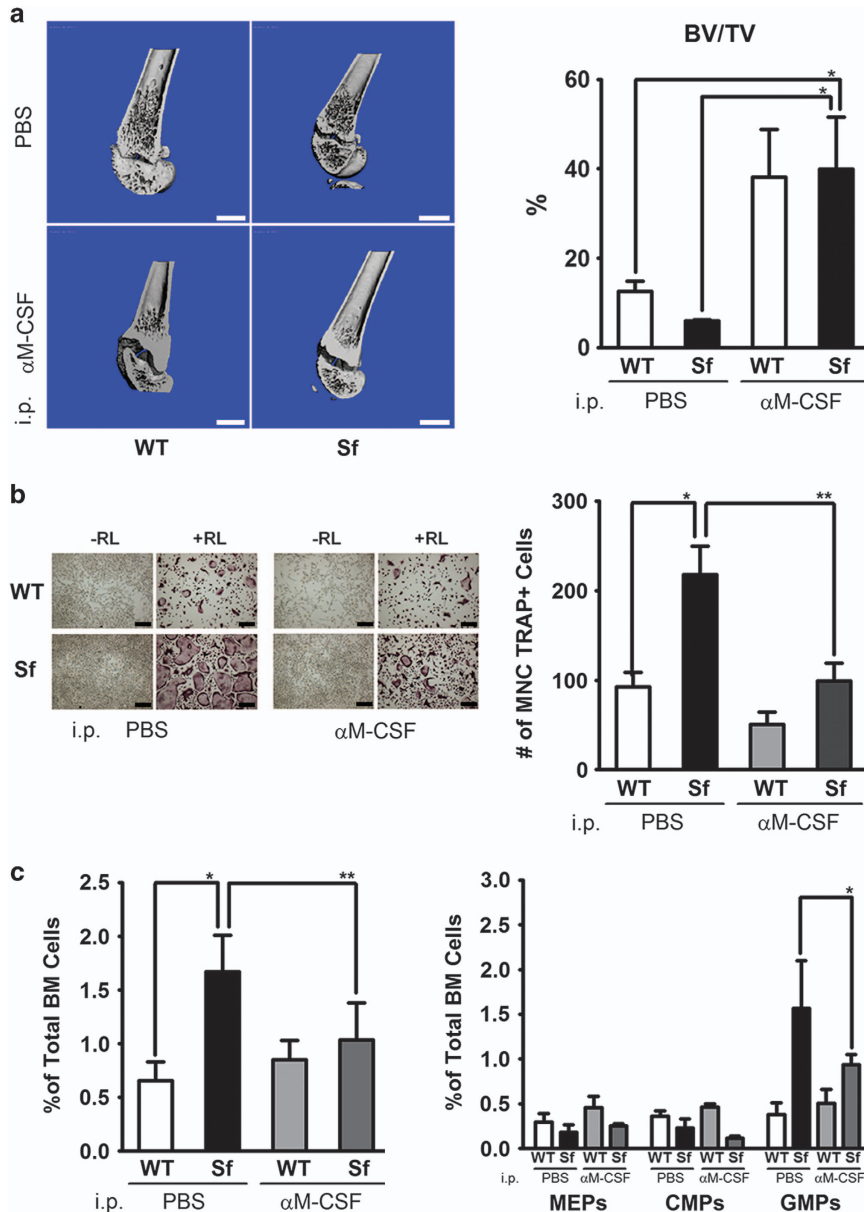 a
PBS
i.p. αM-CSF
WT Sf
BV/TV
%
60
40
20
0
* *
WT Sf WT Sf
i.p. PBS αM-CSF
b
-RL +RL -RL +RL
WT
Sf
i.p. PBS αM-CSF
# of MNC TRAP+ Cells
300
200
100
0
* **
WT Sf WT Sf
i.p. PBS αM-CSF
c
%of Total BM Cells
2.5
2.0
1.5
1.0
0.5
0.0
* **
WT Sf WT Sf
i.p. PBS αM-CSF
%of Total BM Cells
3.0
2.5
2.0
1.5
1.0
0.5
0.0
*
WT Sf WT Sf WT Sf WT Sf WT Sf WT Sf
i.p. PBS αM-CSF PBS αM-CSF PBS αM-CSF
MEPs CMPs GMPs